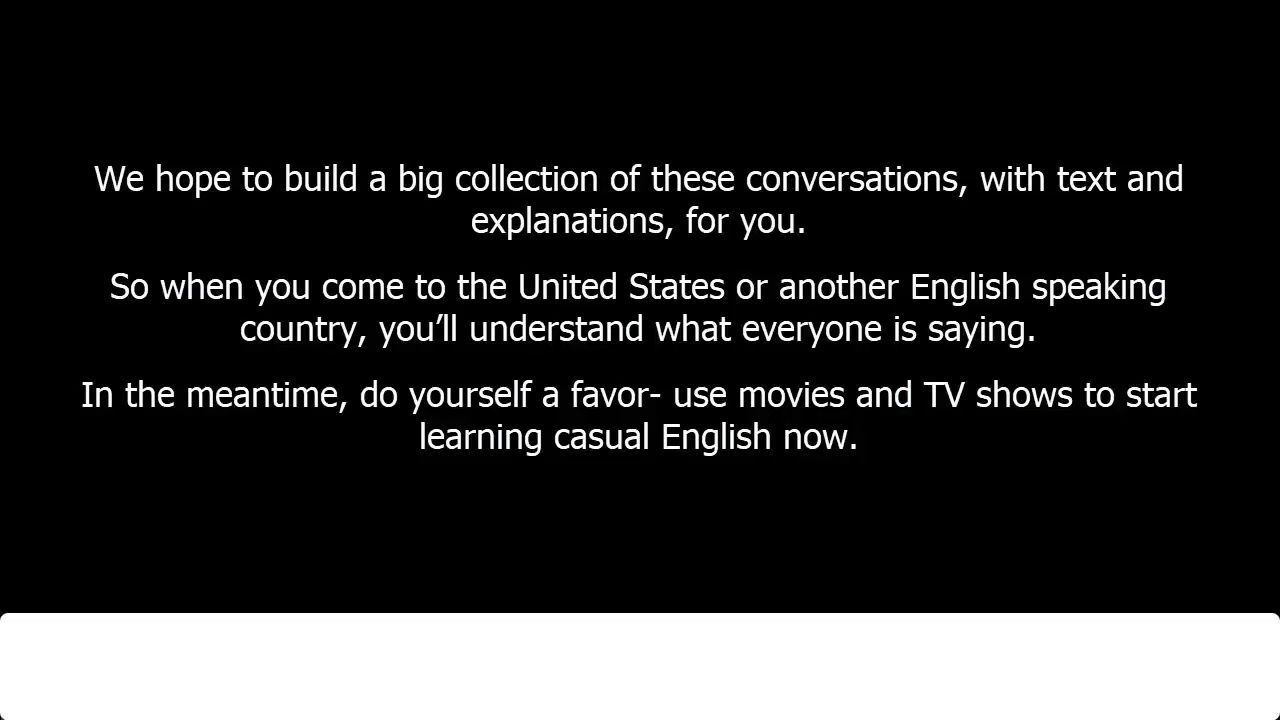 We hope to build a big collection of these conversations, with text and
explanations, for you.
So when you come to the United States or another English speaking
country, you’ll understand what everyone is saying.
In the meantime, do yourself a favor- use movies and TV shows to start
learning casual English now.